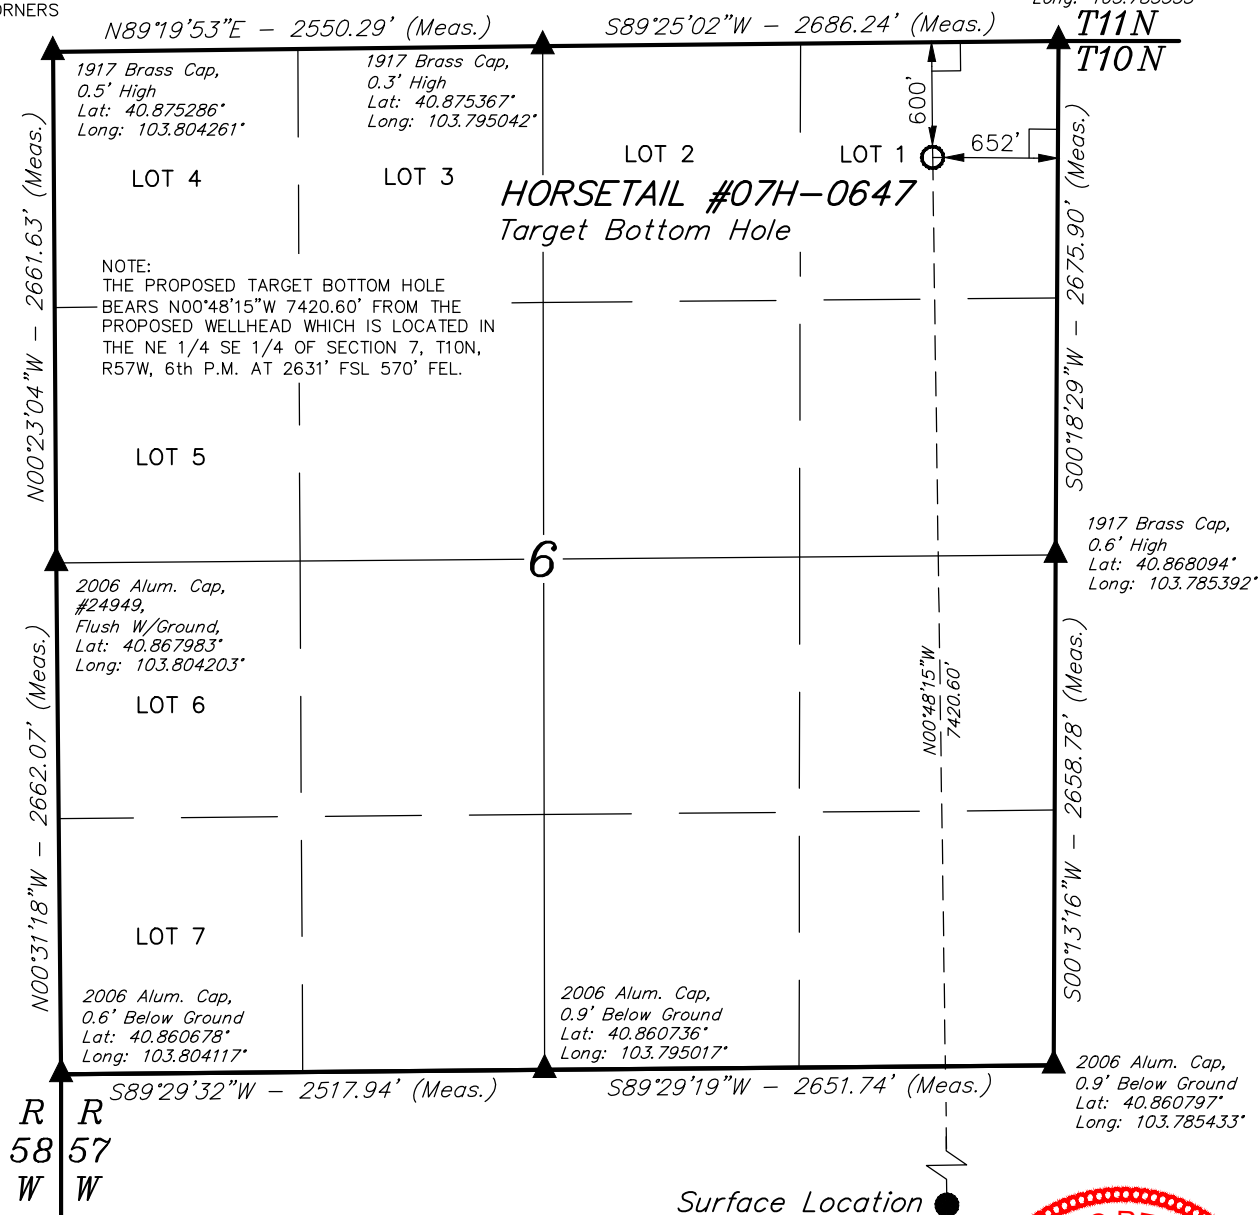 ORNERS
N89°19'53"E - 2550.29' (Meas.)
S89°25'02"W - 2686.24' (Meas.)
T11N
T10N
1917 Brass Cap,
0.5' High
Lat: 40.875286°
Long: 103.804261°
1917 Brass Cap,
0.3' High
Lat: 40.875367°
Long: 103.795042°
600'
652'
LOT 4
LOT 3
LOT 2
LOT 1
HORSETAIL #07H-0647
Target Bottom Hole
N00°23'04"W - 2661.63' (Meas.)
S00°18'29"W - 2675.90' (Meas.)
NOTE:
THE PROPOSED TARGET BOTTOM HOLE
BEARS N00°48'15"W 7420.60' FROM THE
PROPOSED WELLHEAD WHICH IS LOCATED IN
THE NE 1/4 SE 1/4 OF SECTION 7, T10N,
R57W, 6th P.M. AT 2631' FSL 570' FEL.
LOT 5
6
1917 Brass Cap,
0.6' High
Lat: 40.868094°
Long: 103.785392°
2006 Alum. Cap,
#24949,
Flush W/Ground,
Lat: 40.867983°
Long: 103.804203°
LOT 6
N00°48'15"W
7420.60'
N00°31'18"W - 2662.07' (Meas.)
S00°13'16"W - 2658.78' (Meas.)
LOT 7
2006 Alum. Cap,
0.6' Below Ground
Lat: 40.860678°
Long: 103.804117°
2006 Alum. Cap,
0.9' Below Ground
Lat: 40.860736°
Long: 103.795017°
2006 Alum. Cap,
0.9' Below Ground
Lat: 40.860797°
Long: 103.785433°
S89°29'32"W - 2517.94' (Meas.)
S89°29'19"W - 2651.74' (Meas.)
R R
58 57
W W
Surface Location